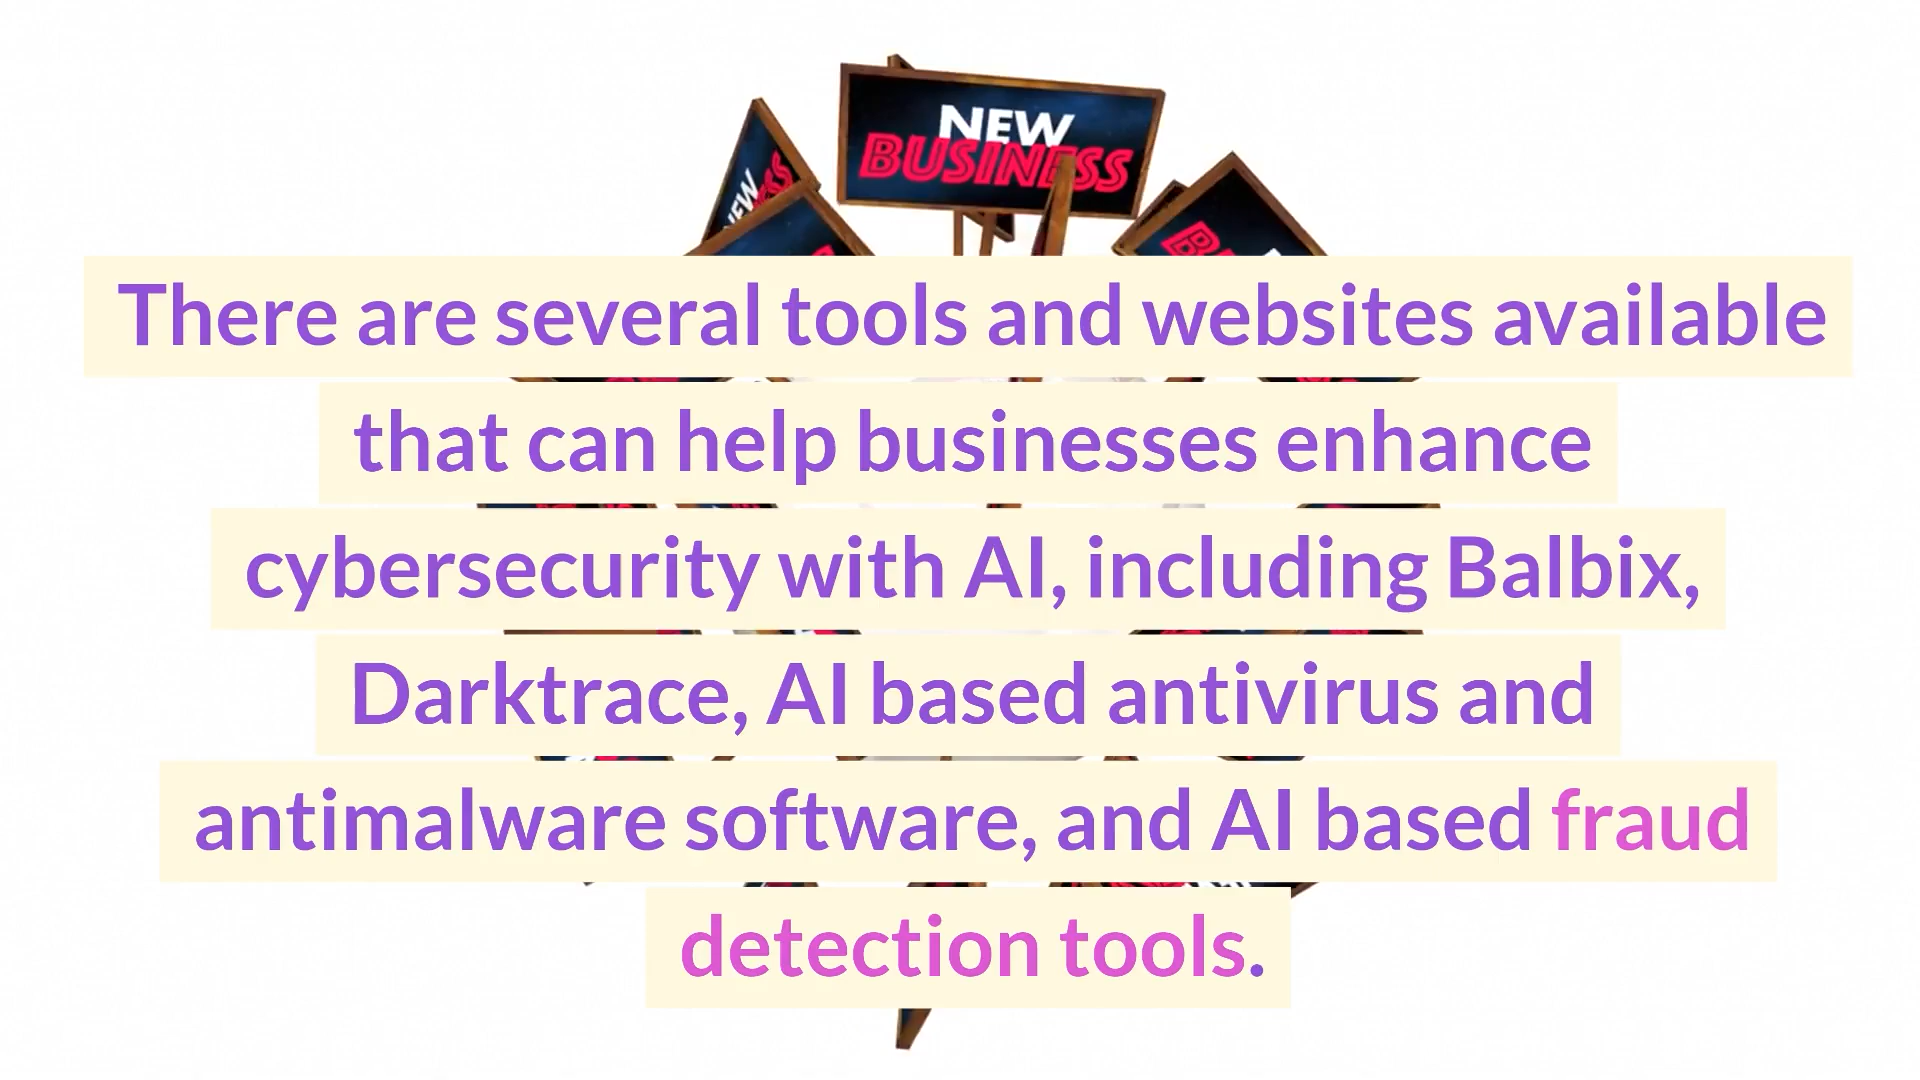 NEW
BUSINESS
There are several tools and websites available
that can help businesses enhance
cybersecurity with AI, including Balbix,
Darktrace, AI based antivirus and
antimalware software, and AI based fraud
detection tools.